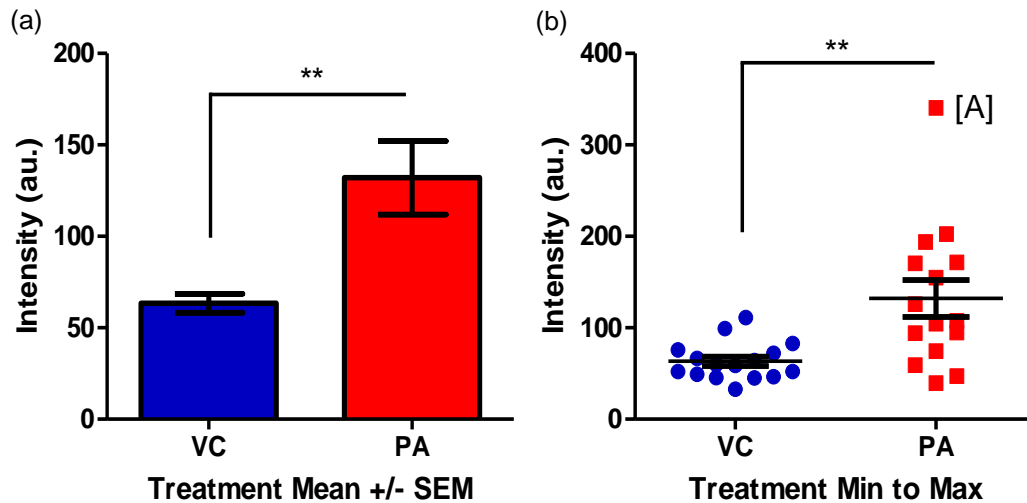 (a)
200
150
100
50
0
Intensity (au.)
**
VC
PA
Treatment Mean +/- SEM
(b)
400
300
200
100
0
Intensity (au.)
**
[A]
VC
PA
Treatment Min to Max